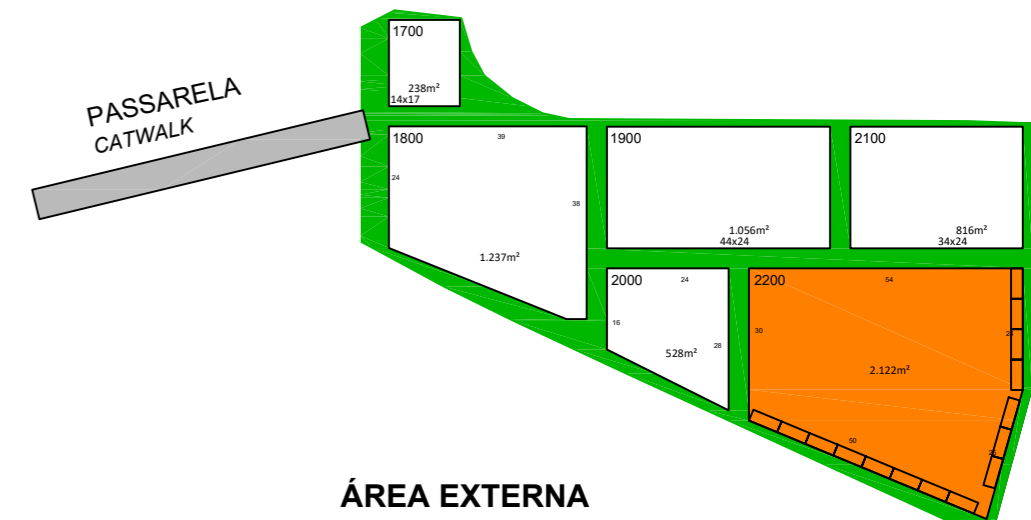 1700
238m²
14x17
PASSARELA
CATWALK
1800
39
24
38
1.237m²
1900
1.056m²
44x24
2100
816m²
34x24
2000
24
16
28
528m²
2200
54
30
2.122m²
50
ÁREA EXTERNA